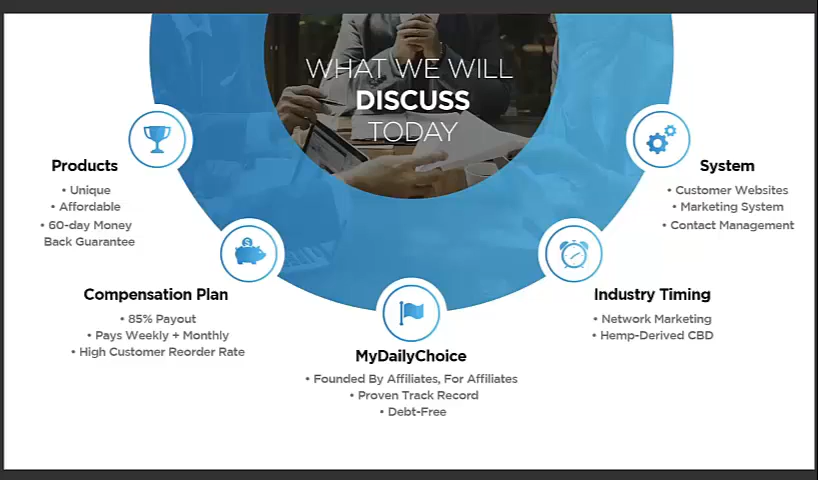 WHAT WE WILL
DISCUSS
TODAY
Products
• Unique
• Affordable
• 60-day Money
Back Guarantee
Compensation Plan
• 85% Payout
• Pays Weekly + Monthly
• High Customer Reorder Rate
MyDailyChoice
• Founded By Affiliates, For Affiliates
• Proven Track Record
• Debt-Free
Industry Timing
• Network Marketing
• Hemp-Derived CBD
System
• Customer Websites
• Marketing System
• Contact Management